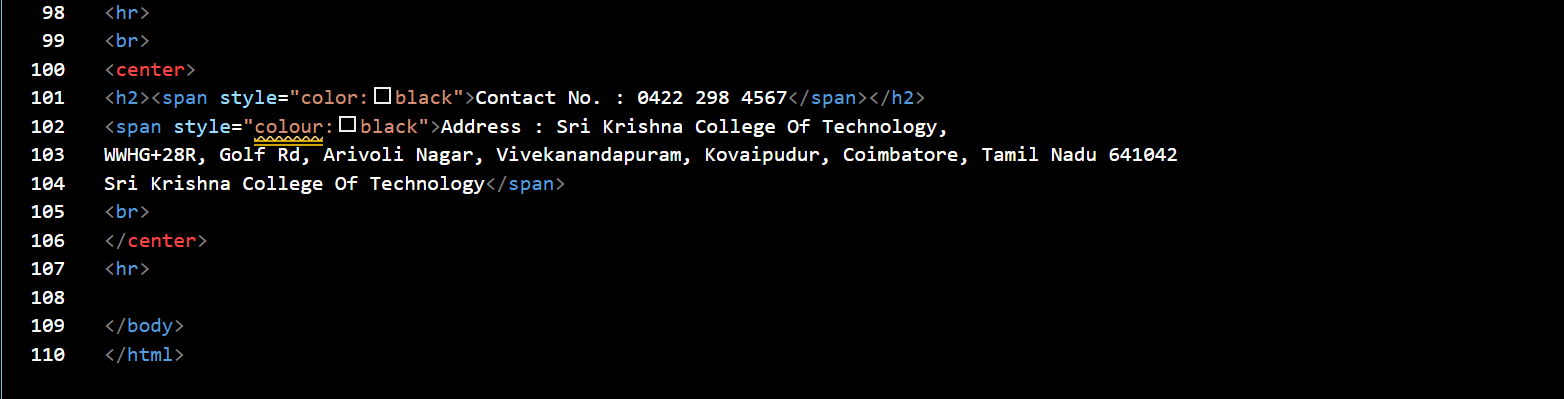 98 <hr>
99 <br>
100 <center>
101 <h2><span style="color:black">Contact No. : 0422 298 4567</span></h2>
102 <span style="colour:black">Address : Sri Krishna College Of Technology,
103 WWHG+28R, Golf Rd, Arivoli Nagar, Vivekanandapuram, Kovaipudur, Coimbatore, Tamil Nadu 641042
104 Sri Krishna College Of Technology</span>
105 <br>
106 </center>
107 <hr>
108
109 </body>
110 </html>